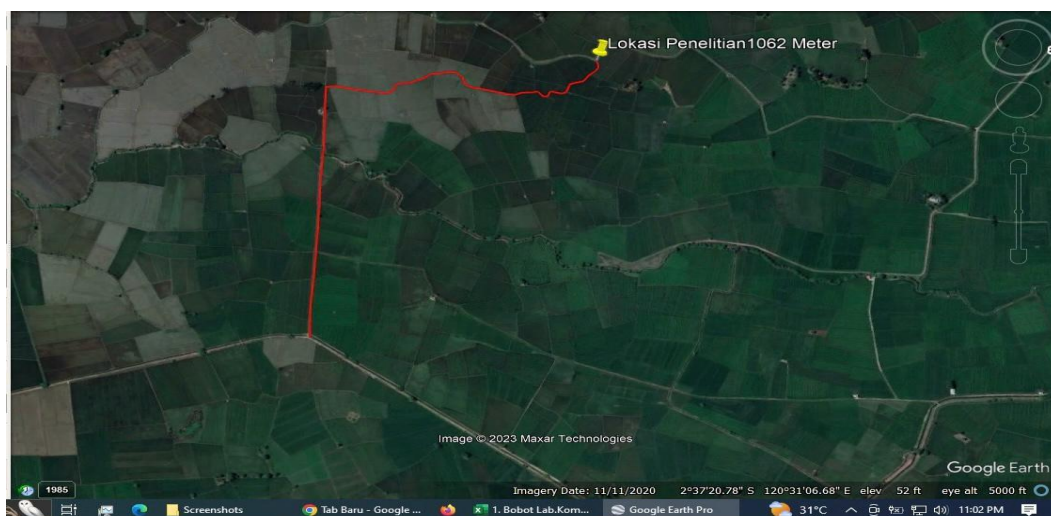 Lokasi Penelitian1062 Meter
Image © 2023 Maxar Technologies
Google Earth
1985
Imagery Date: 11/11/2020 2°37'20.78" S 120°31'06.68" E elev 52 ft eye alt 5000 ft
Screenshots
Tab Baru - Google ...
1. Bobot Lab.Kom...
Google Earth Pro
31°C
11:02 PM